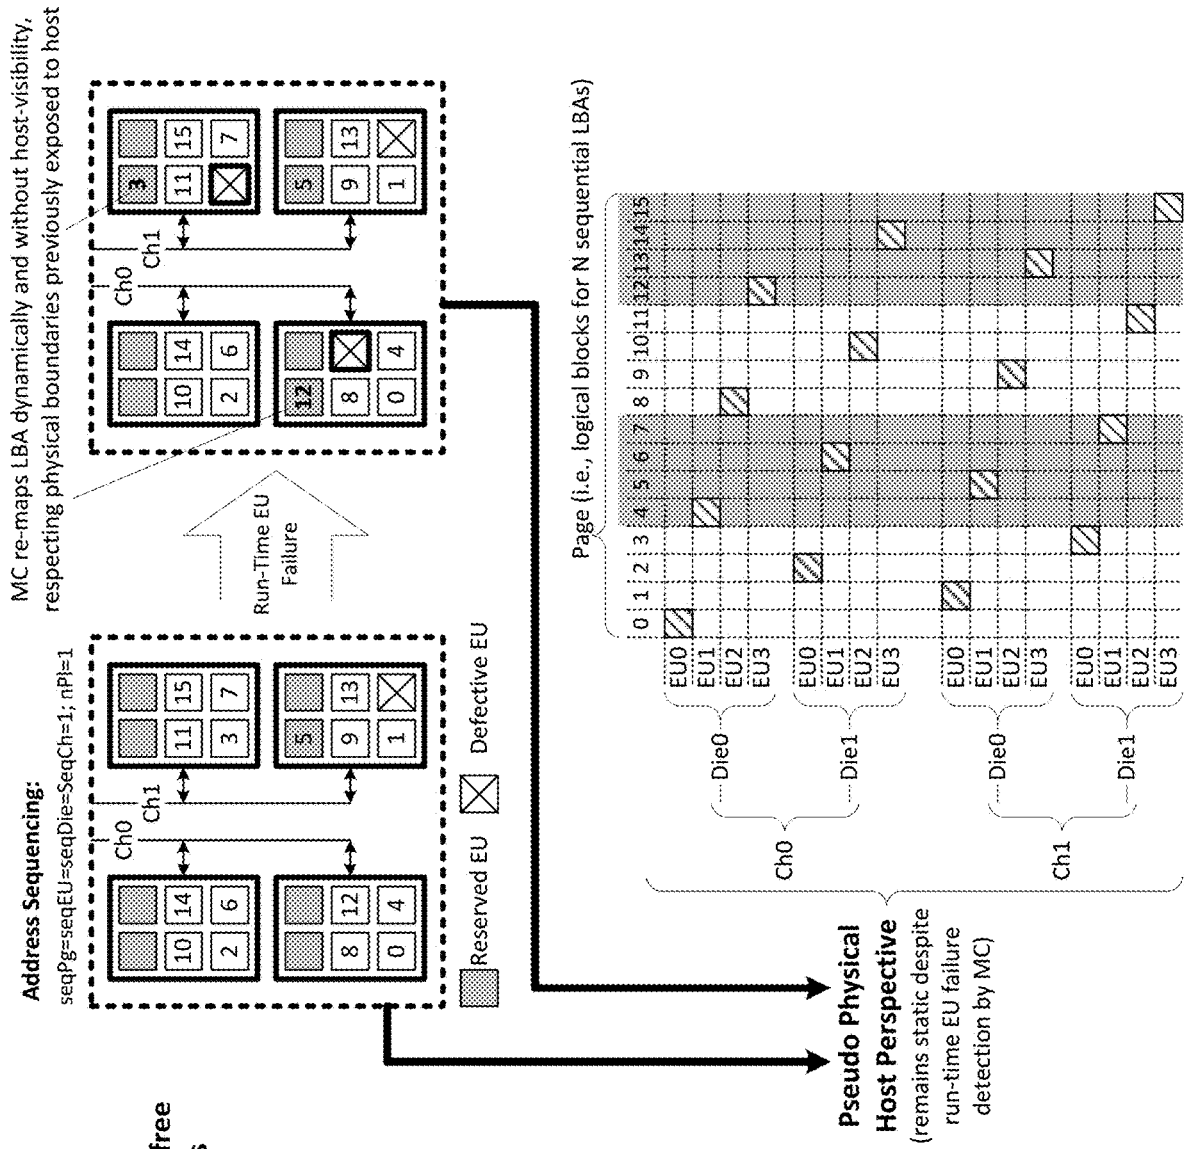 free
Address Sequencing:
seqPg=seqEU=seqDie=SeqCh=1; nPl=1
Ch0
Ch1
10 14 11 15
2 6 3 7
5
8 12 9 13
0 4 1
Reserved EU
Defective EU
Run-Time EU
Failure
MC re-maps LBA dynamically and without host-visibility,
respecting physical boundaries previously exposed to host
Ch0
Ch1
3
10 14 11 15
2 6 7
12 5
8 9 13
0 4 1
Pseudo Physical
Host Perspective
(remains static despite
run-time EU failure
detection by MC)
Page (i.e., logical blocks for N sequential LBAs)
0 1 2 3 4 5 6 7 8 9 10 11 12 13 14 15
Ch0
Die0
EU0
EU1
EU2
EU3
Die1
EU0
EU1
EU2
EU3
Ch1
Die0
EU0
EU1
EU2
EU3
Die1
EU0
EU1
EU2
EU3